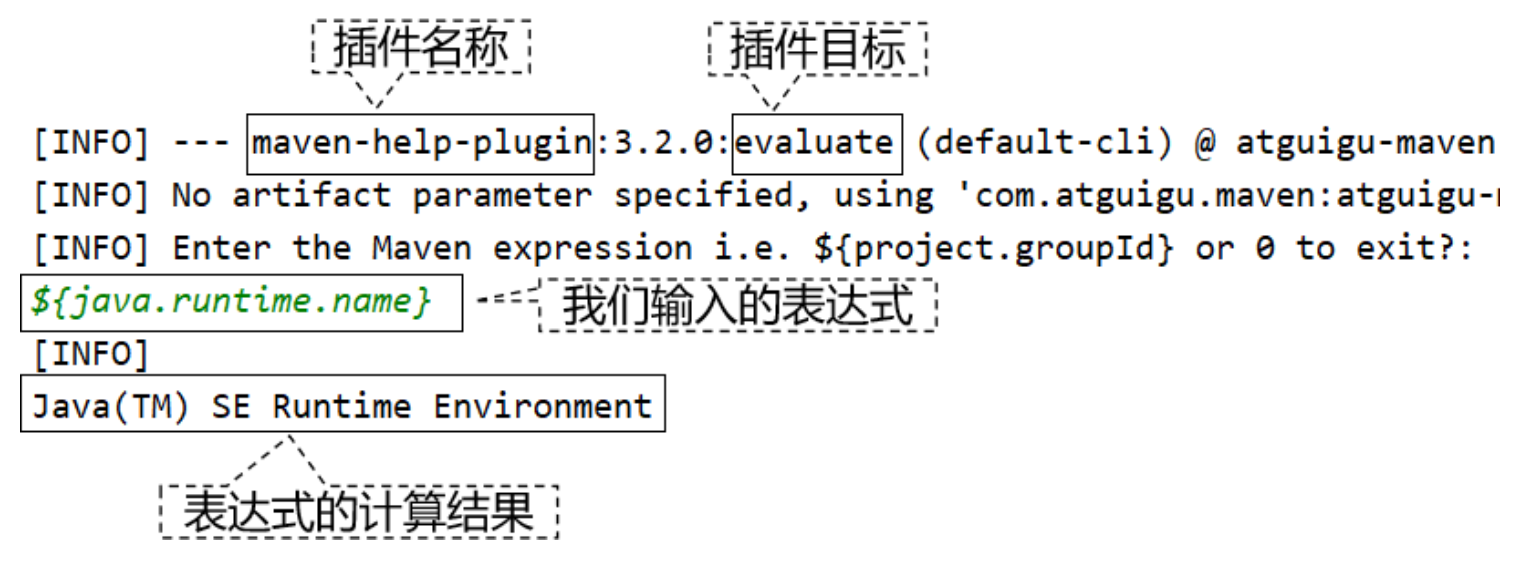 插件名称 插件目标
[INFO] --- maven-help-plugin:3.2.0:evaluate (default-cli) @ atguigu-maven
[INFO] No artifact parameter specified, using 'com.atguigu.maven:atguigu-
[INFO] Enter the Maven expression i.e. ${project.groupId} or 0 to exit?:
${java.runtime.name} 我们输入的表达式
[INFO]
Java(TM) SE Runtime Environment
表达式的计算结果